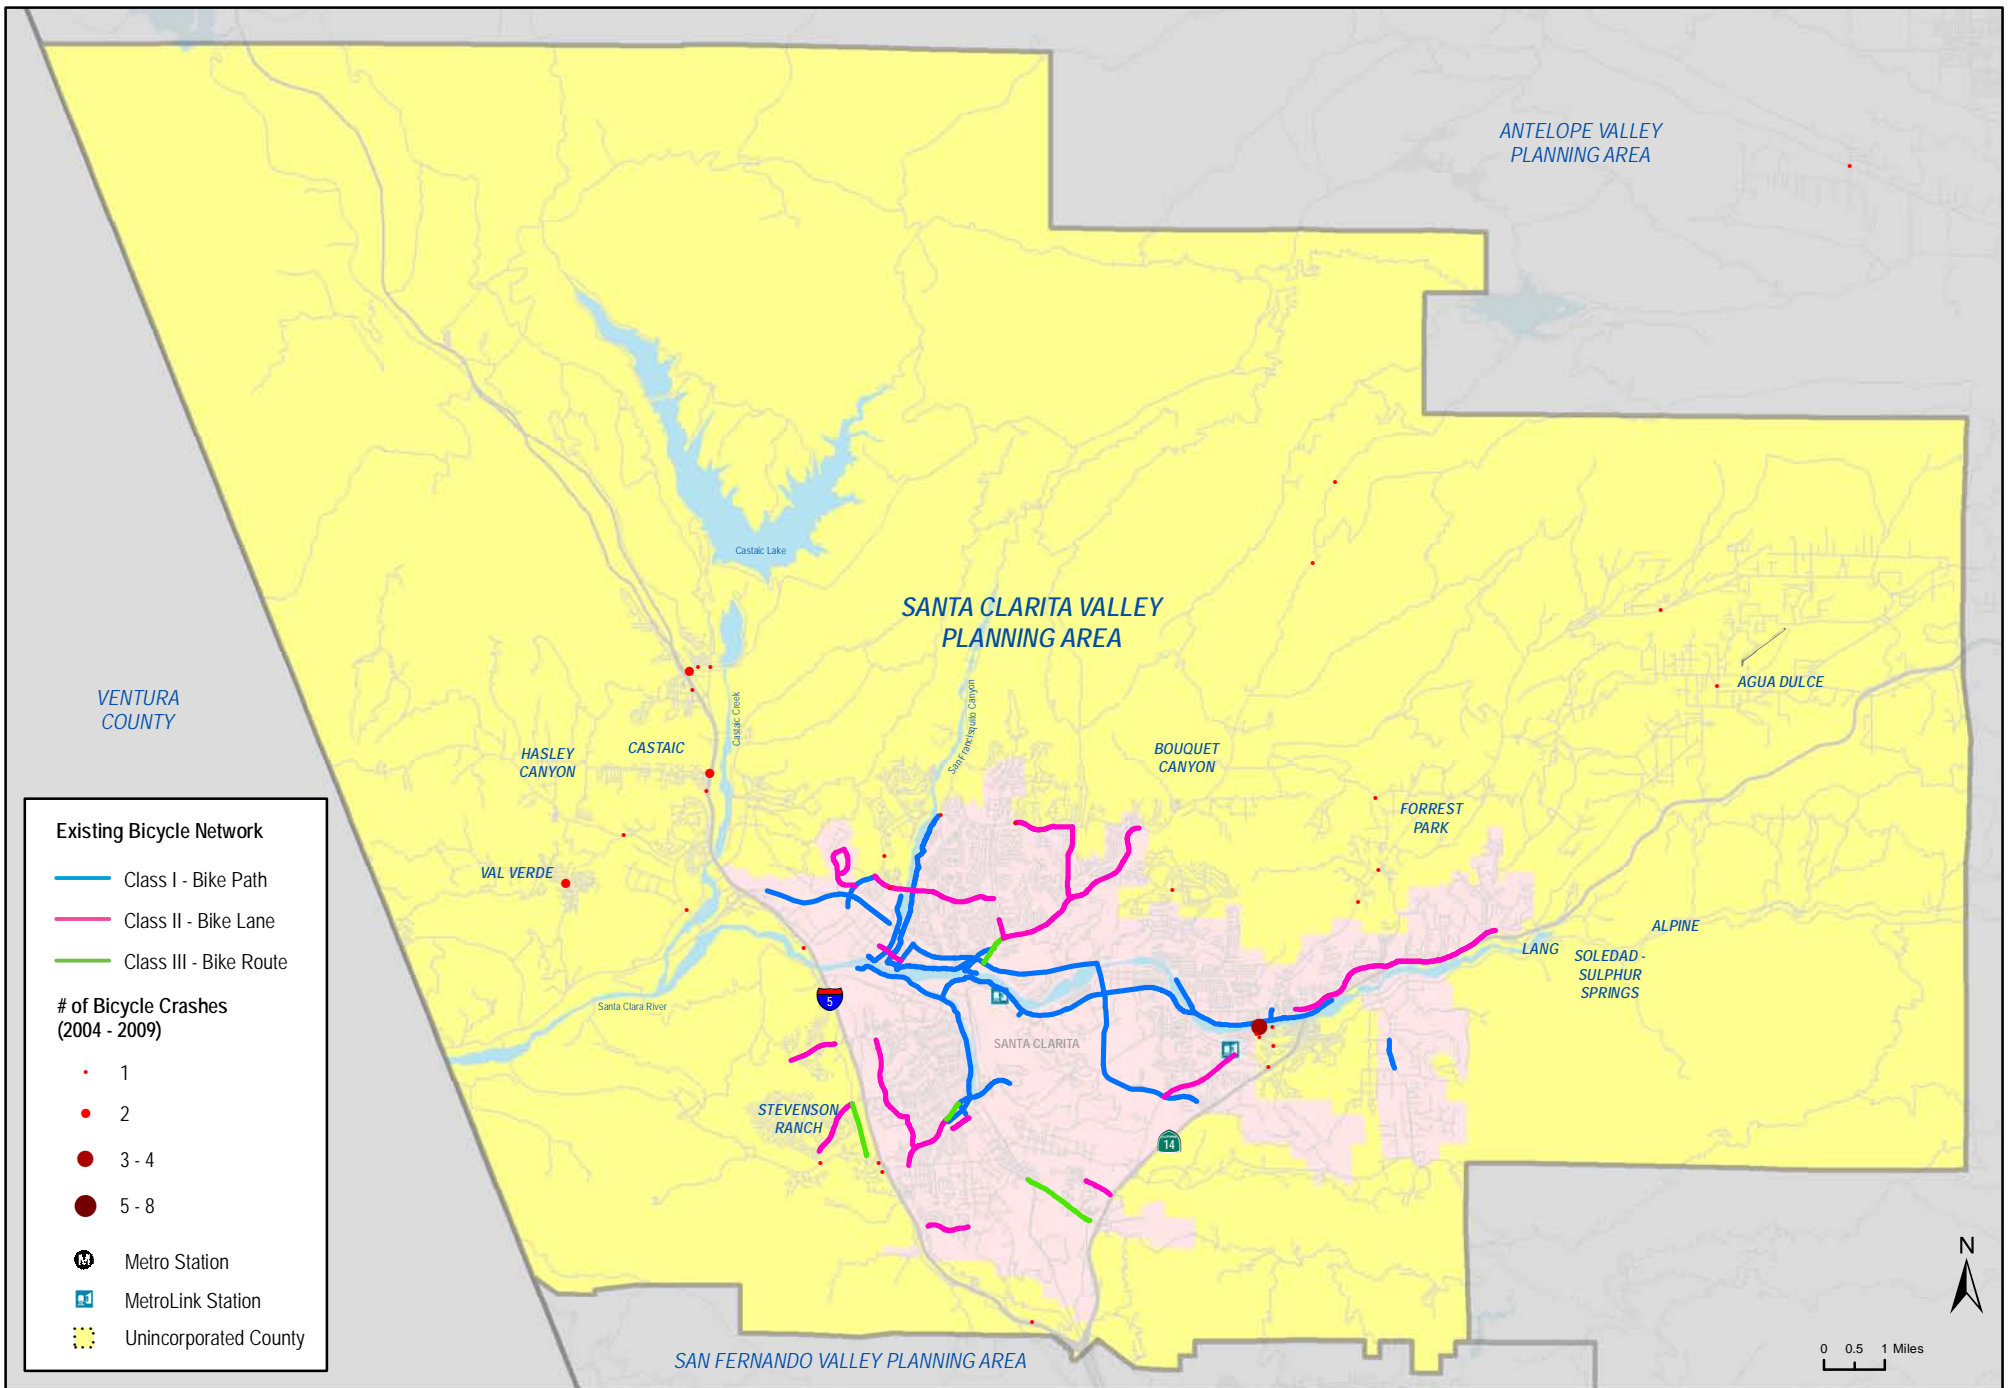 ANTELOPE VALLEY
PLANNING AREA
Castaic Lake
SANTA CLARITA VALLEY
PLANNING AREA
VENTURA
COUNTY
AGUA DULCE
Castaic Creek
San Francisquito Canyon
HASLEY
CANYON
CASTAIC
BOUQUET
CANYON
FORREST
PARK
VAL VERDE
ALPINE
LANG
SOLEDAD -
SULPHUR
SPRINGS
5
Santa Clara River
SANTA CLARITA
STEVENSON
RANCH
14
Existing Bicycle Network
Class I - Bike Path
Class II - Bike Lane
Class III - Bike Route
# of Bicycle Crashes
(2004 - 2009)
1
2
3 - 4
5 - 8
M
Metro Station
MetroLink Station
Unincorporated County
SAN FERNANDO VALLEY PLANNING AREA
N
0 0.5 1 Miles